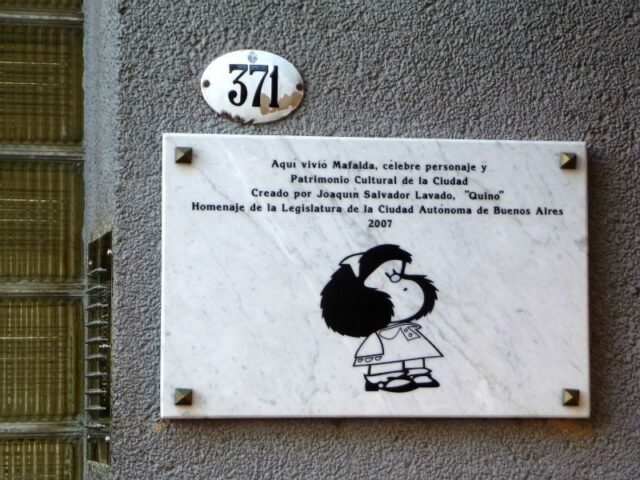 371
Aquí vivió Mafalda, célebre personaje y
Patrimonio Cultural de la Ciudad
Creado por Joaquín Salvador Lavado, "Quino"
Homenaje de la Legislatura de la Ciudad Autónoma de Buenos Aires
2007